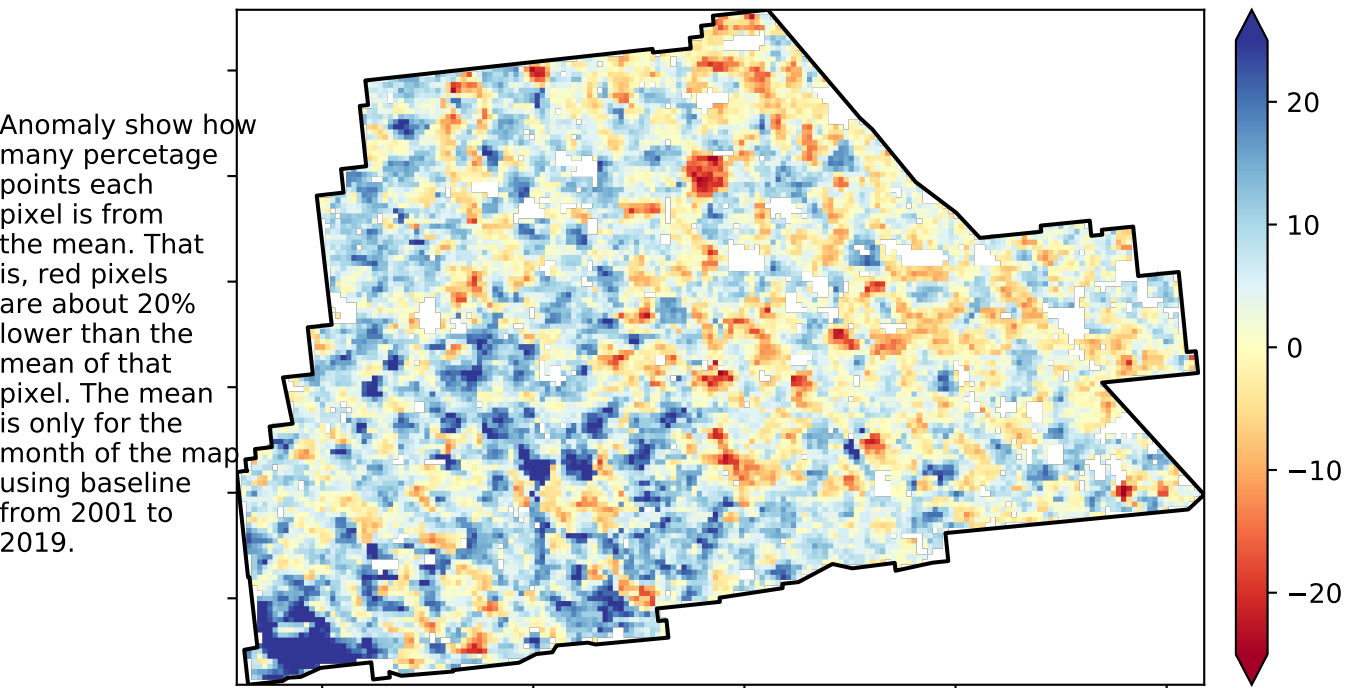 Anomaly show how
many percetage
points each
pixel is from
the mean. That
is, red pixels
are about 20%
lower than the
mean of that
pixel. The mean
is only for the
month of the map
using baseline
from 2001 to
2019.
20
10
0
−10
−20